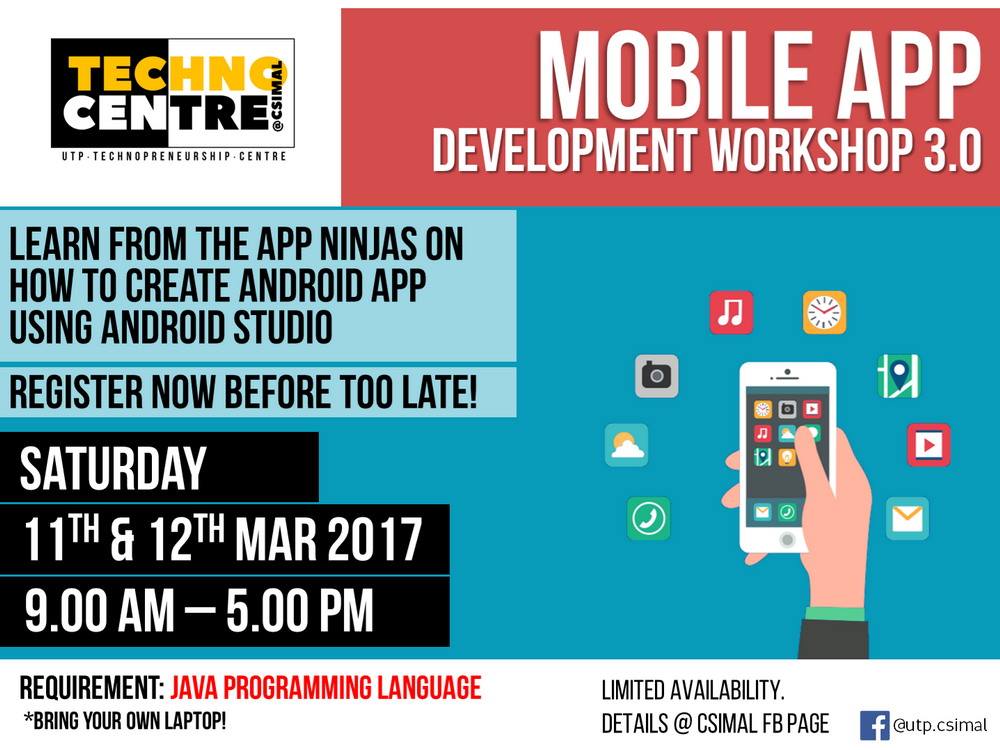 TECHNO
CENTRE
@CSIMAL
UTP·TECHNOPRENEURSHIP·CENTRE
MOBILE APP
DEVELOPMENT WORKSHOP 3.0
LEARN FROM THE APP NINJAS ON
HOW TO CREATE ANDROID APP
USING ANDROID STUDIO
REGISTER NOW BEFORE TOO LATE!
SATURDAY
11TH & 12TH MAR 2017
9.00 AM – 5.00 PM
REQUIREMENT: JAVA PROGRAMMING LANGUAGE
*BRING YOUR OWN LAPTOP!
LIMITED AVAILABILITY.
DETAILS @ CSIMAL FB PAGE
f @utp.csimal